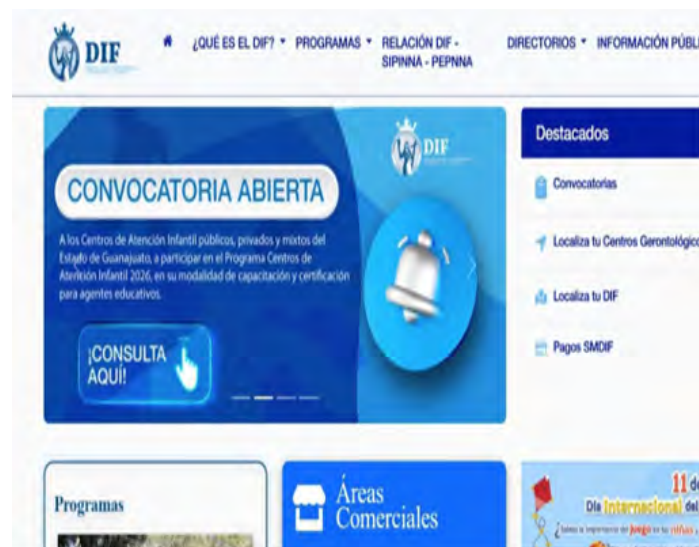 DIF
¿QUÉ ES EL DIF?
PROGRAMAS
RELACIÓN DIF -
SIPINNA - PEPNNA
DIRECTORIOS
INFORMACIÓN PÚBLI
DIF
CONVOCATORIA ABIERTA
A los Centros de Atención Infantil públicos, privados y mixtos del
Estado de Guanajuato, a participar en el Programa Centros de
Atención Infantil 2026, en su modalidad de capacitación y certificación
para agentes educativos.
¡CONSULTA
AQUÍ!
Destacados
Convocatorias
Localiza tu Centros Gerontológico
Localiza tu DIF
Pagos SMDIF
Programas
Áreas
Comerciales
11 de
Día Internacional del